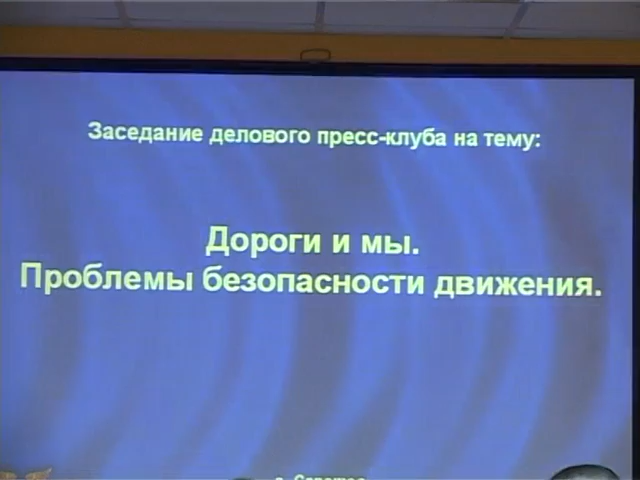 Заседание делового пресс-клуба на тему:
Дороги и мы.
Проблемы безопасности движения.